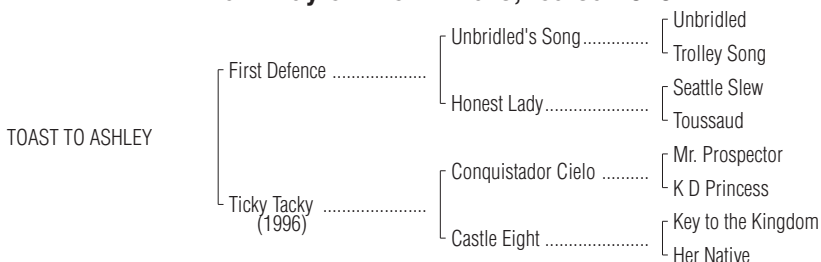 Unbridled
Unbridled's Song..............
Trolley Song
First Defence .....................
Seattle Slew
Honest Lady.......................
Toussaud
TOAST TO ASHLEY
Mr. Prospector
Conquistador Cielo ..........
K D Princess
Ticky Tacky .......................
(1996)
Key to the Kingdom
Castle Eight .......................
Her Native